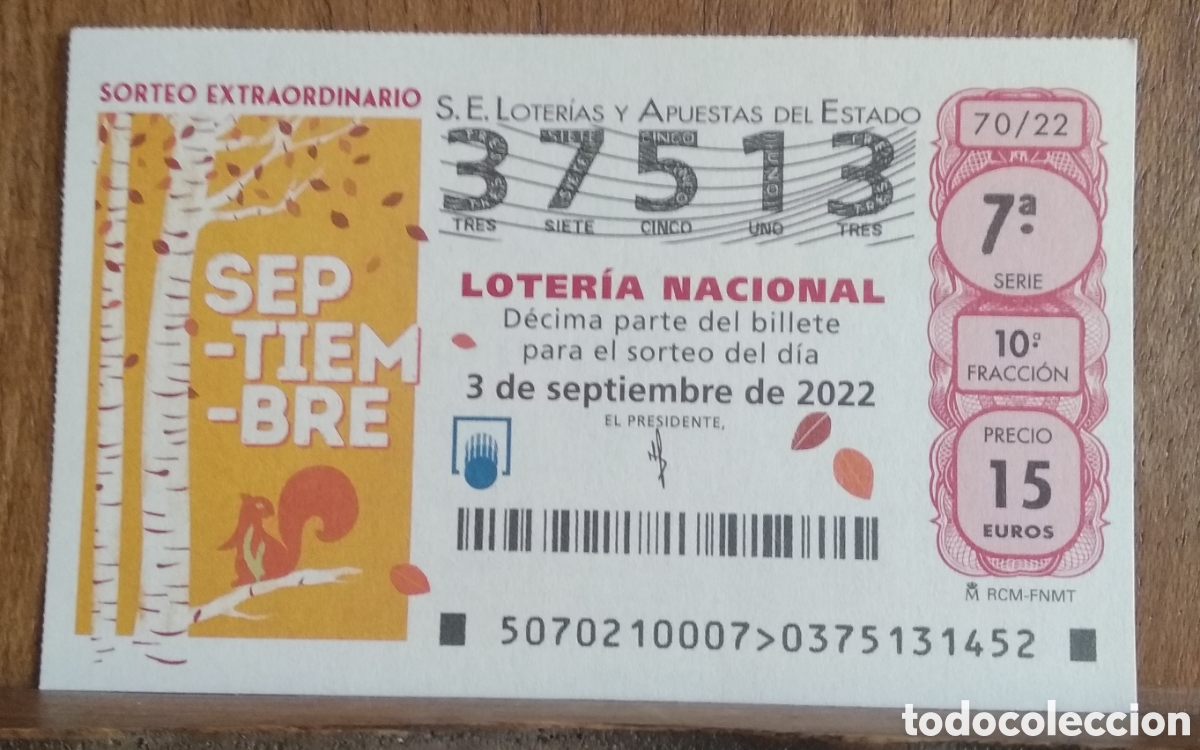 SORTEO EXTRAORDINARIO
SEP
-TIEM
-BRE
S. E. LOTERÍAS Y APUESTAS DEL ESTADO
37513
TRES SIETE CINCO UNO TRES
LOTERÍA NACIONAL
Décima parte del billete
para el sorteo del día
3 de septiembre de 2022
EL PRESIDENTE,
5070210007>0375131452
70/22
7ª
SERIE
10ª
FRACCIÓN
PRECIO
15
EUROS
RCM-FNMT
todocoleccion